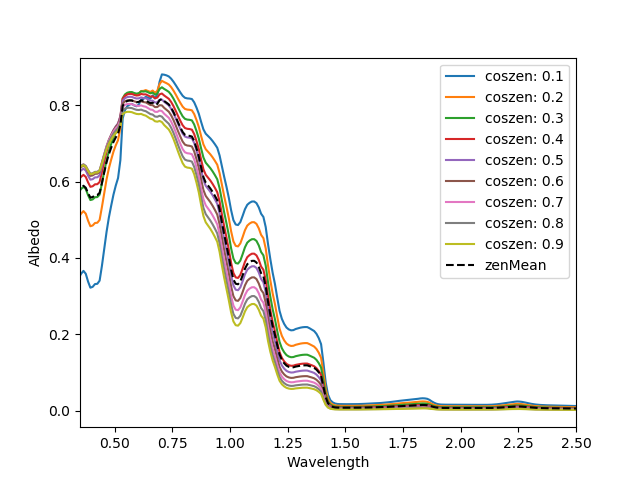 0.8
0.6
0.4
0.2
0.0
Albedo
0.50
0.75
1.00
1.25
1.50
1.75
2.00
2.25
2.50
Wavelength
coszen: 0.1
coszen: 0.2
coszen: 0.3
coszen: 0.4
coszen: 0.5
coszen: 0.6
coszen: 0.7
coszen: 0.8
coszen: 0.9
zenMean